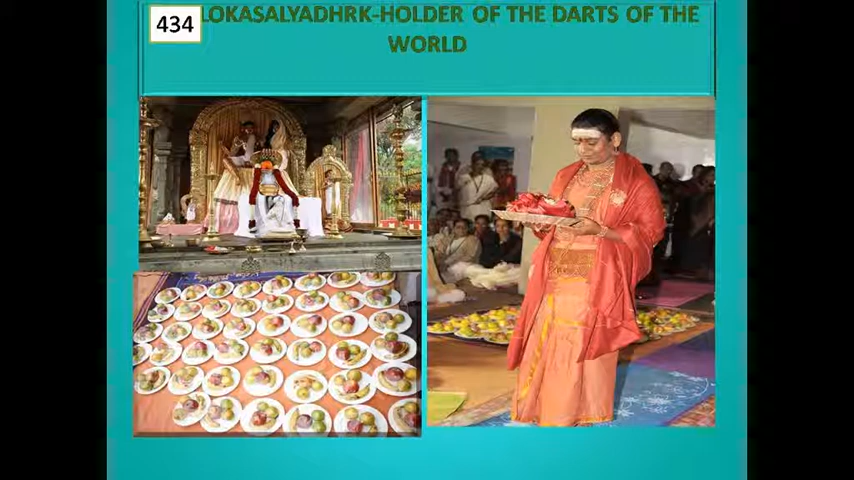 434
LOKASALYADHRK-HOLDER OF THE DARTS OF THE
WORLD